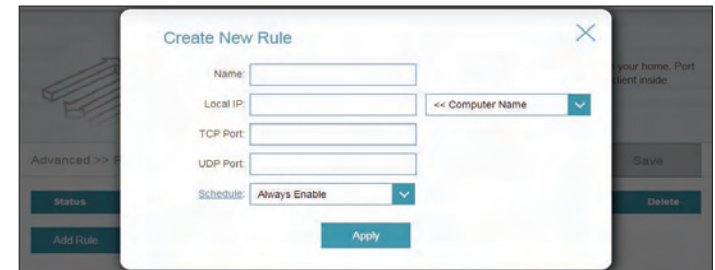 Create New Rule
Name:
your home. Port
client inside.
Local IP:
<< Computer Name
TCP Port:
Advanced >> P
UDP Port:
Save
Schedule:
Always Enable
Status
Delete
Add Rule
Apply